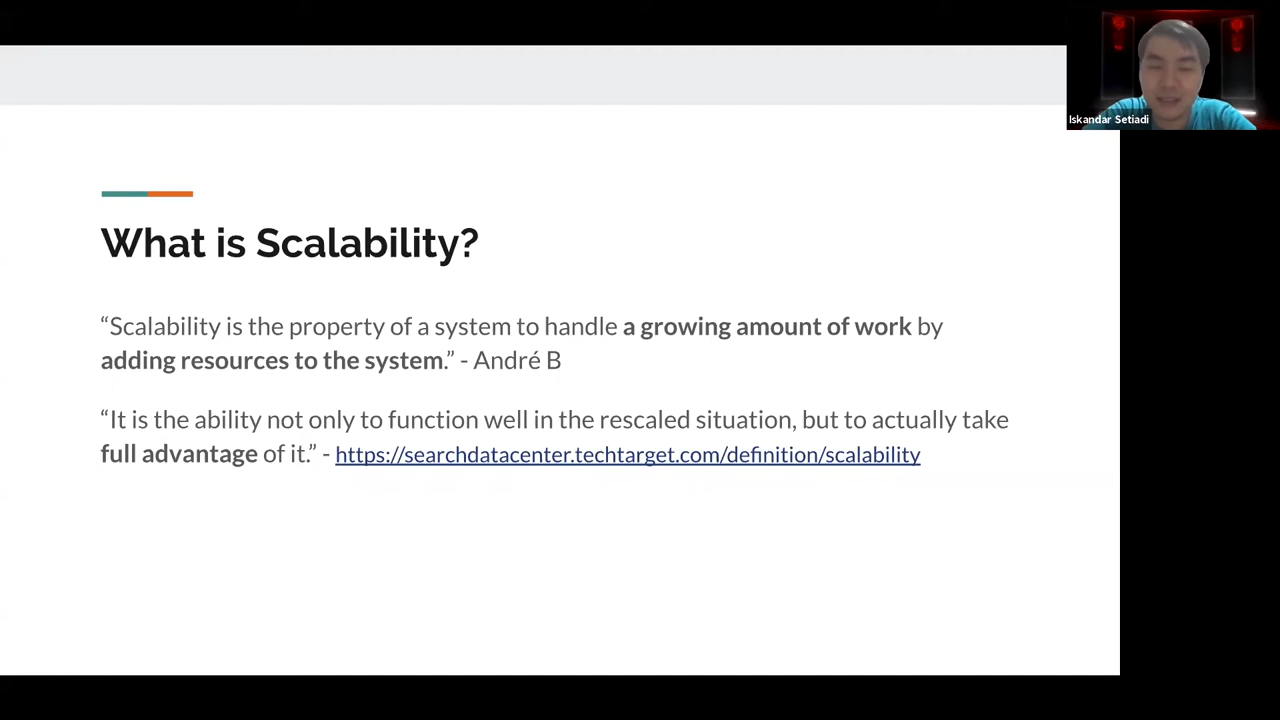 Iskandar Setiadi
What is Scalability?
“Scalability is the property of a system to handle a growing amount of work by
adding resources to the system.” - André B
“It is the ability not only to function well in the rescaled situation, but to actually take
full advantage of it.” - https://searchdatacenter.techtarget.com/definition/scalability